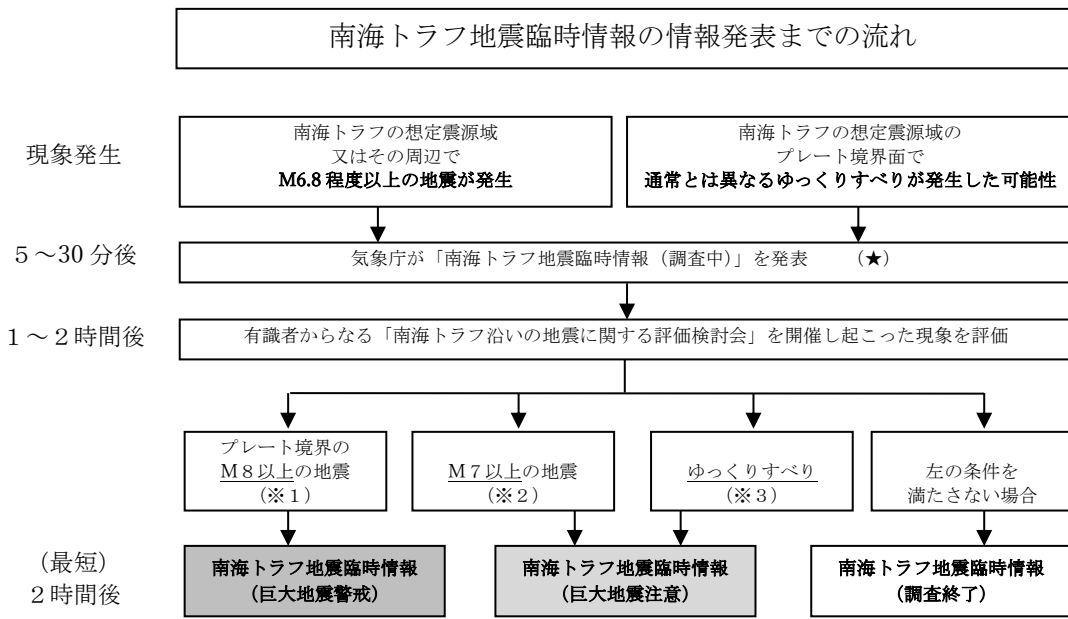 南海トラフ地震臨時情報の情報発表までの流れ
現象発生
南海トラフの想定震源域
又はその周辺で
M6.8 程度以上の地震が発生
南海トラフの想定震源域の
プレート境界面で
通常とは異なるゆっくりすべりが発生した可能性
５～30 分後
気象庁が「南海トラフ地震臨時情報（調査中）」を発表　　（★）
１～２時間後
有識者からなる「南海トラフ沿いの地震に関する評価検討会」を開催し起こった現象を評価
プレート境界の
Ｍ８以上の地震
（※１）
Ｍ７以上の地震
（※２）
ゆっくりすべり
（※３）
左の条件を
満たさない場合
（最短）
２時間後
南海トラフ地震臨時情報
（巨大地震警戒）
南海トラフ地震臨時情報
（巨大地震注意）
南海トラフ地震臨時情報
（調査終了）